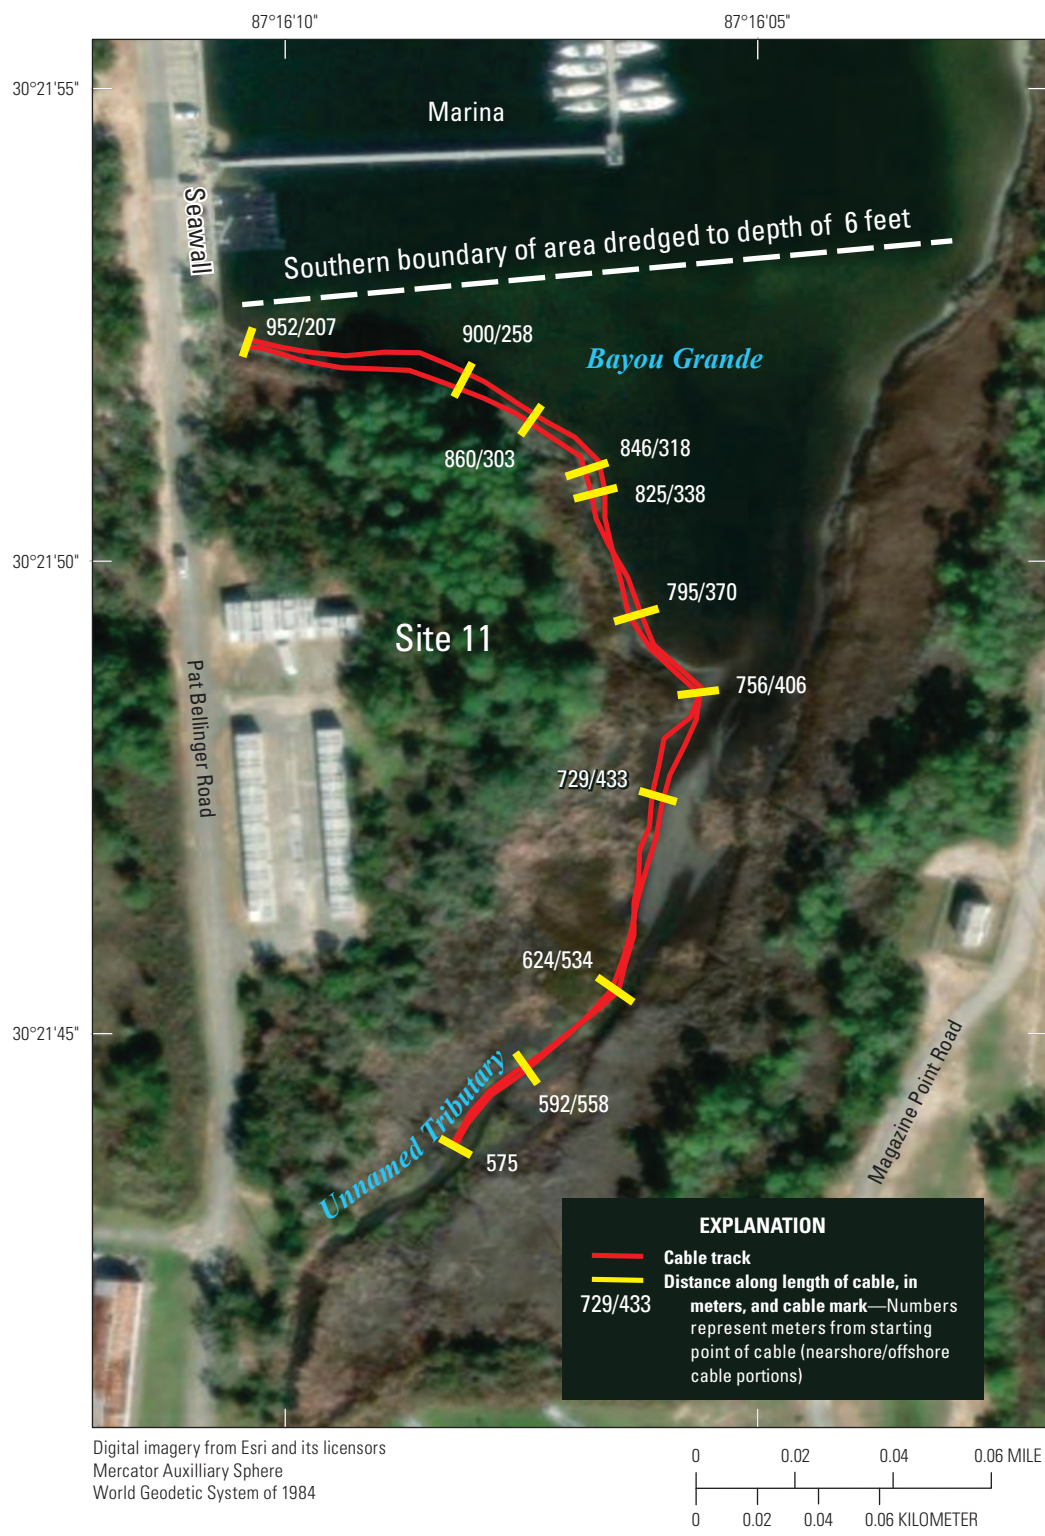 87°16'10"
87°16'05"
30°21'55"
Marina
Seawall
Southern boundary of area dredged to depth of 6 feet
952/207
900/258
Bayou Grande
860/303
846/318
825/338
30°21'50"
795/370
Site 11
Pat Bellinger Road
756/406
729/433
624/534
30°21'45"
Unnamed Tributary
592/558
575
Magazine Point Road
EXPLANATION
Cable track
Distance along length of cable, in
729/433 meters, and cable mark—Numbers
represent meters from starting
point of cable (nearshore/offshore
cable portions)
Digital imagery from Esri and its licensors
Mercator Auxilliary Sphere
World Geodetic System of 1984
0 0.02 0.04 0.06 MILE
0 0.02 0.04 0.06 KILOMETER